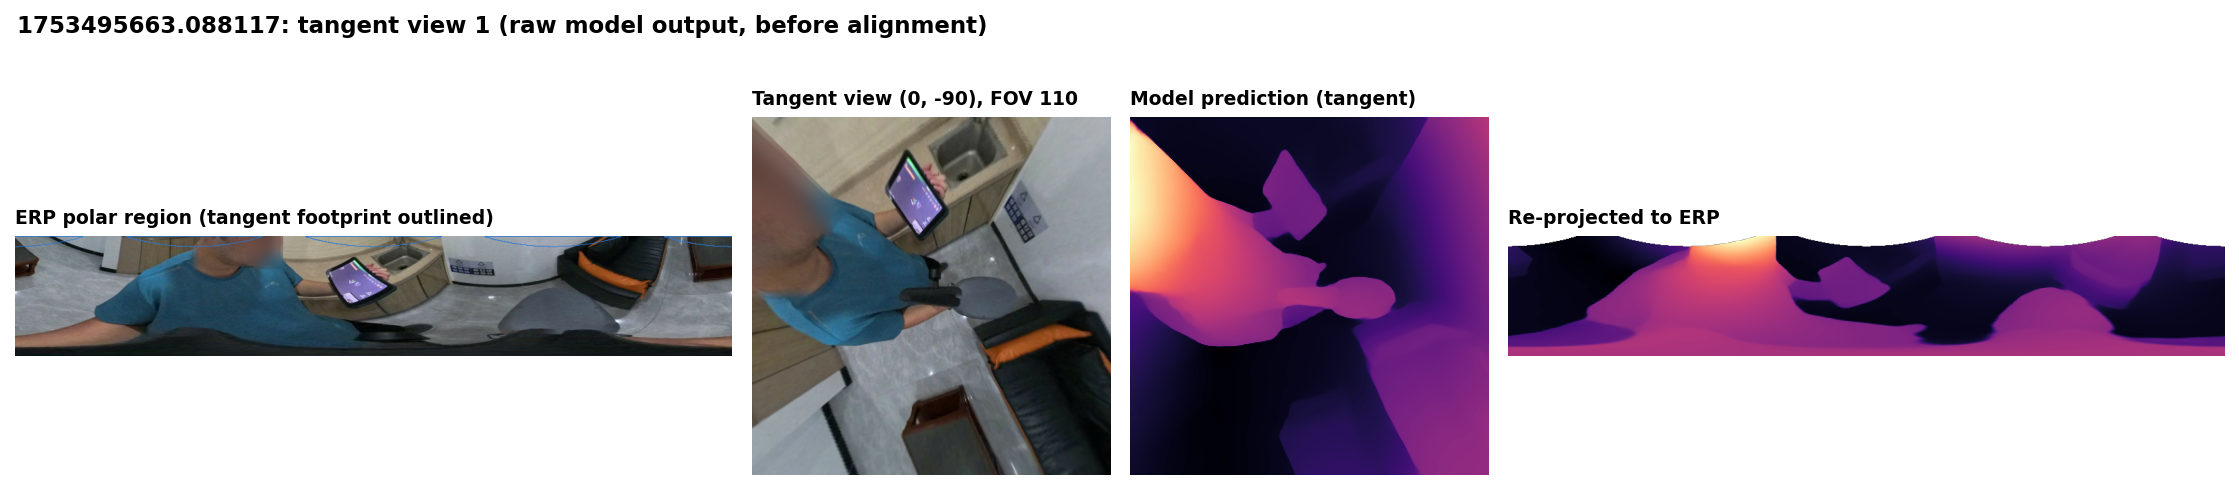 1753495663.088117: tangent view 1 (raw model output, before alignment)
ERP polar region (tangent footprint outlined)
Tangent view (0, -90), FOV 110
Model prediction (tangent)
Re-projected to ERP